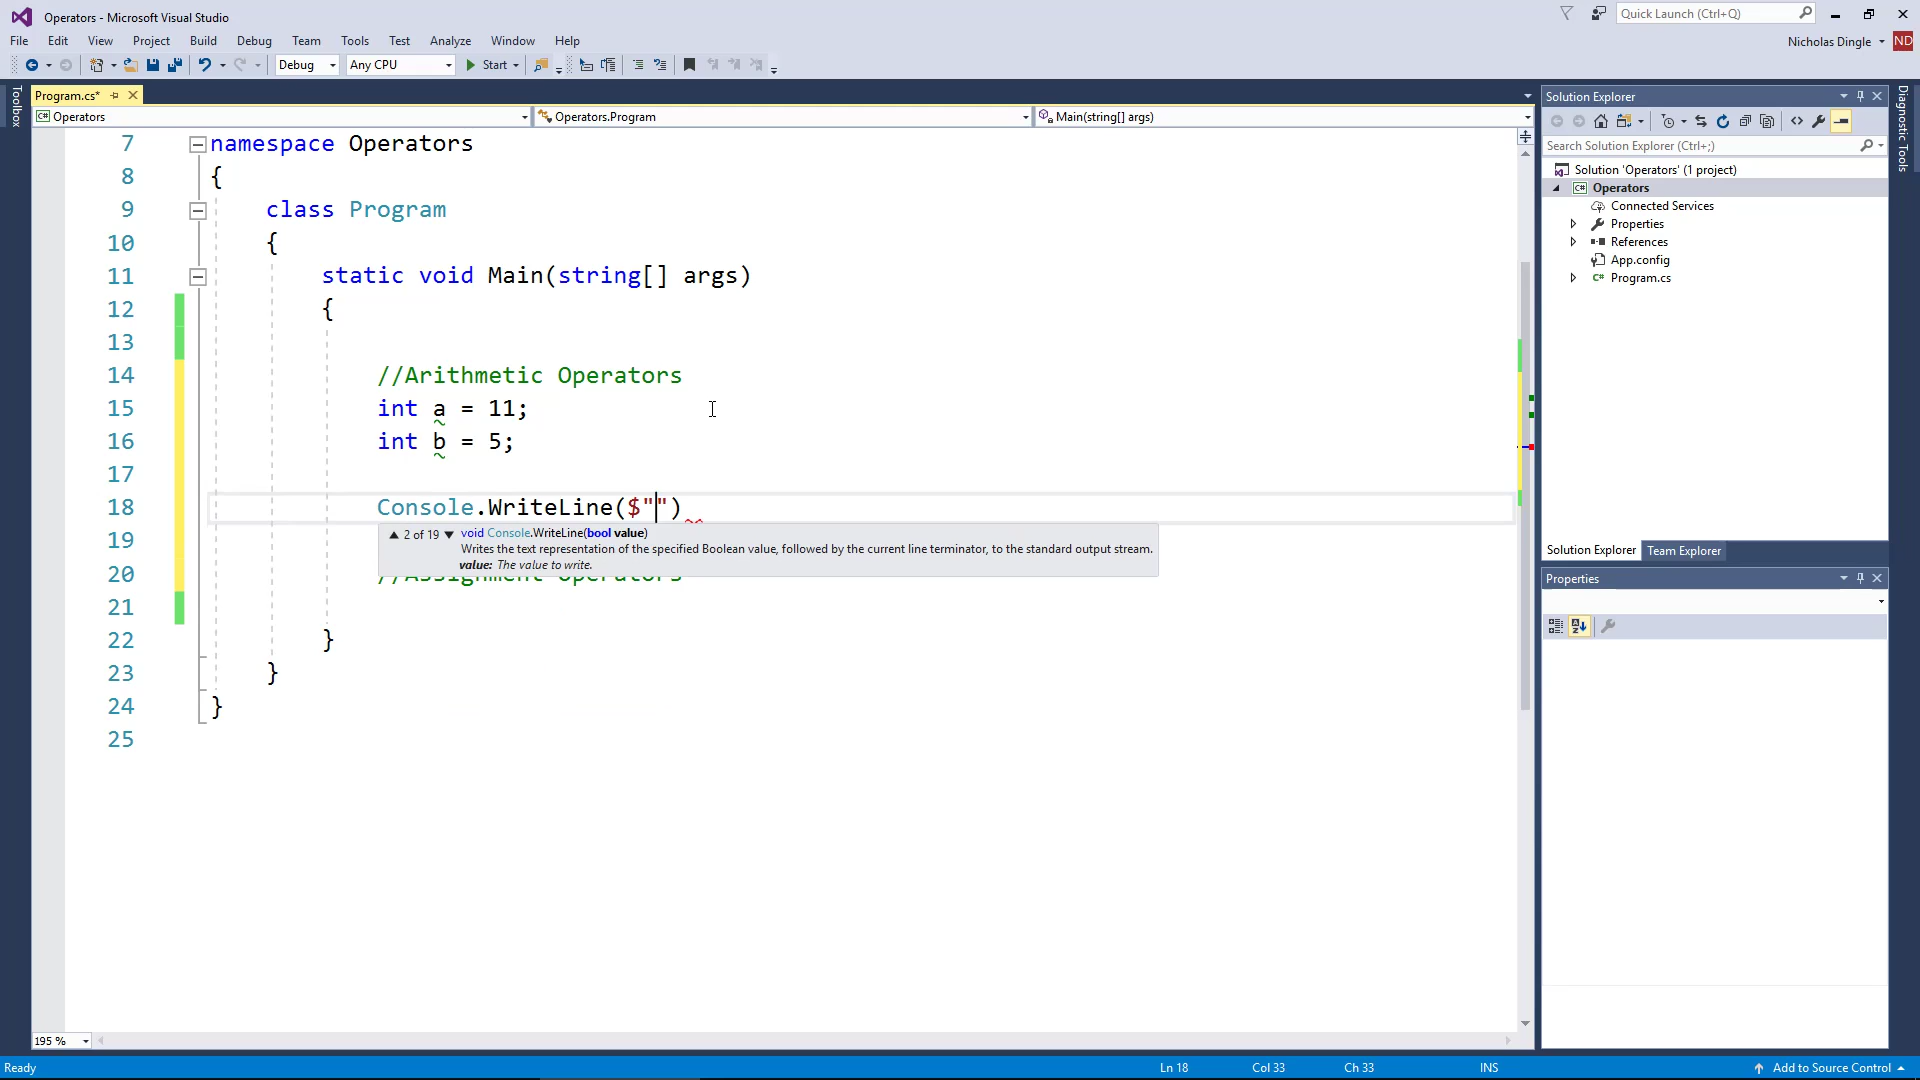 Operators - Microsoft Visual Studio
Quick Launch (Ctrl+Q)
File Edit View Project Build Debug Team Tools Test Analyze Window Help
Nicholas Dingle ND
Debug Any CPU Start
Toolbox
Program.cs*
Operators
Operators.Program
Main(string[] args)
7 namespace Operators
8 {
9 class Program
10 {
11 static void Main(string[] args)
12 {
13
14 //Arithmetic Operators
15 int a = 11;
16 int b = 5;
17
18 Console.WriteLine($"")
2 of 19 void Console.WriteLine(bool value)
Writes the text representation of the specified Boolean value, followed by the current line terminator, to the standard output stream.
value: The value to write.
19
20 //Assignment Operators
21
22 }
23 }
24 }
25
195 %
Solution Explorer
Search Solution Explorer (Ctrl+;)
Solution 'Operators' (1 project)
C# Operators
Connected Services
Properties
References
App.config
C# Program.cs
Solution Explorer Team Explorer
Properties
Diagnostic Tools
Ready
Ln 18 Col 33 Ch 33 INS
Add to Source Control